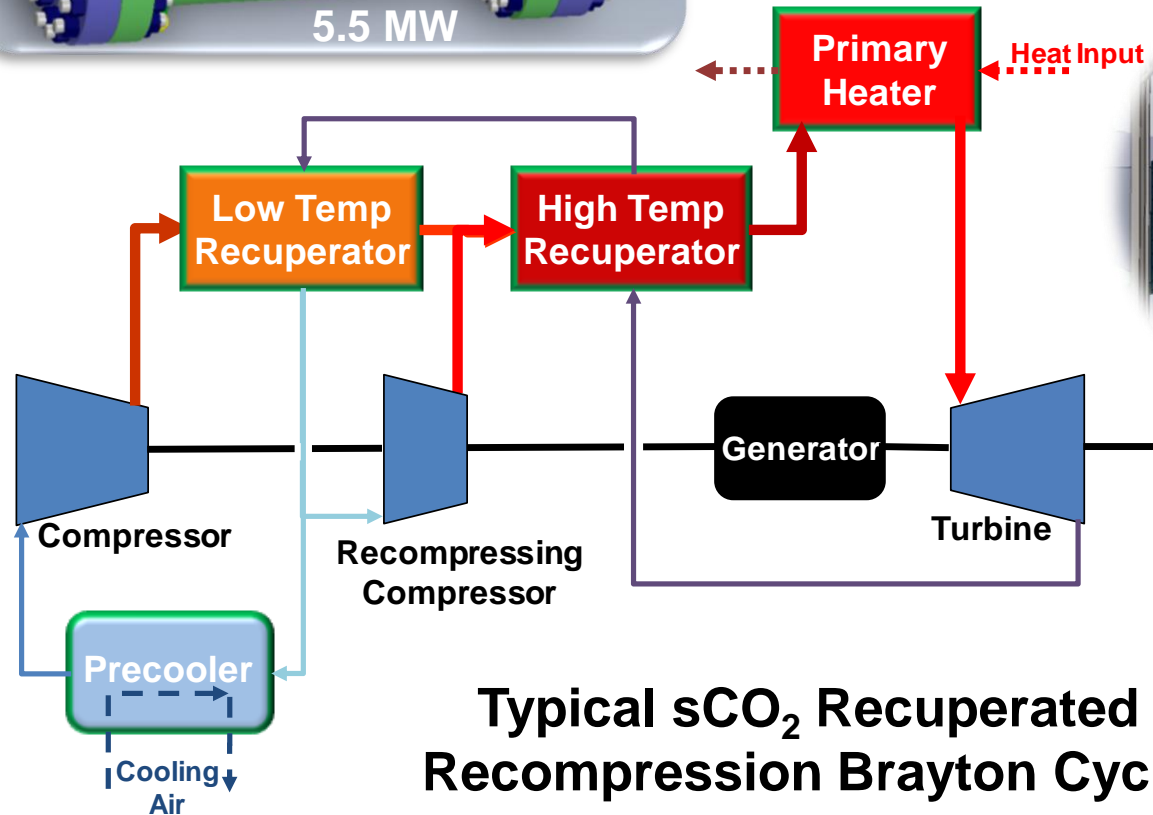 5.5 MW
Primary
Heater
Heat Input
Low Temp
Recuperator
High Temp
Recuperator
Generator
Compressor
Turbine
Recompressing
Compressor
Precooler
Cooling
Air
Typical sCO₂ Recuperated
Recompression Brayton Cyc